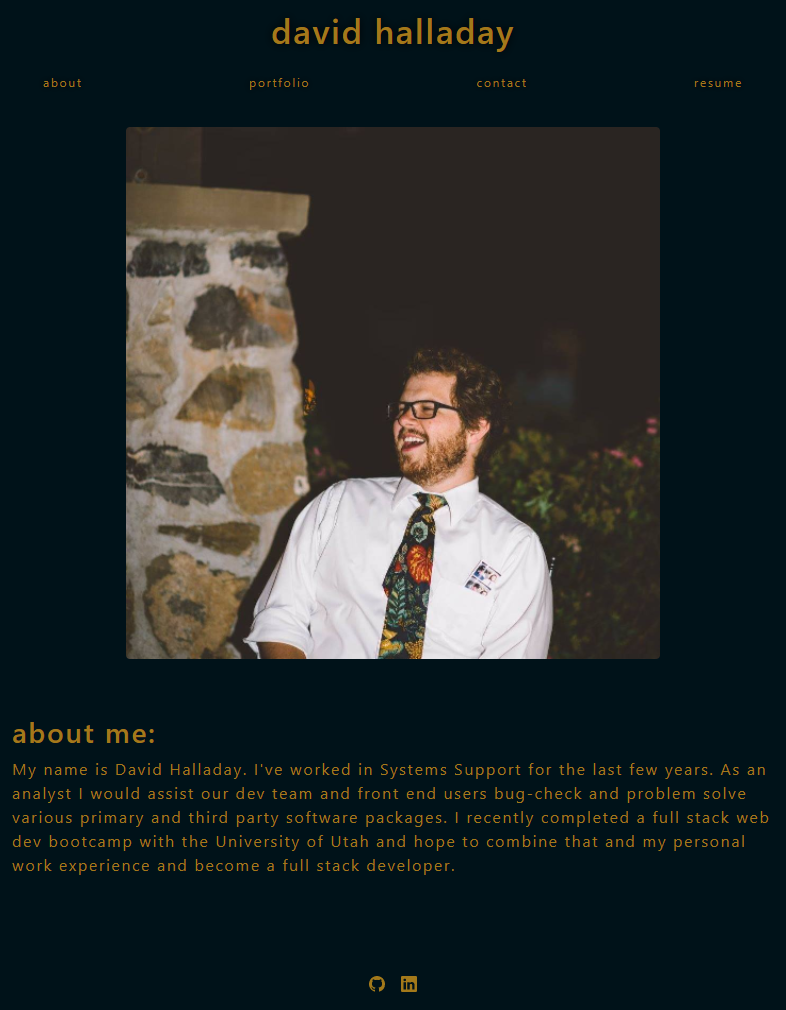 david halladay
about portfolio contact resume
about me:
My name is David Halladay. I've worked in Systems Support for the last few years. As an
analyst I would assist our dev team and front end users bug-check and problem solve
various primary and third party software packages. I recently completed a full stack web
dev bootcamp with the University of Utah and hope to combine that and my personal
work experience and become a full stack developer.
in